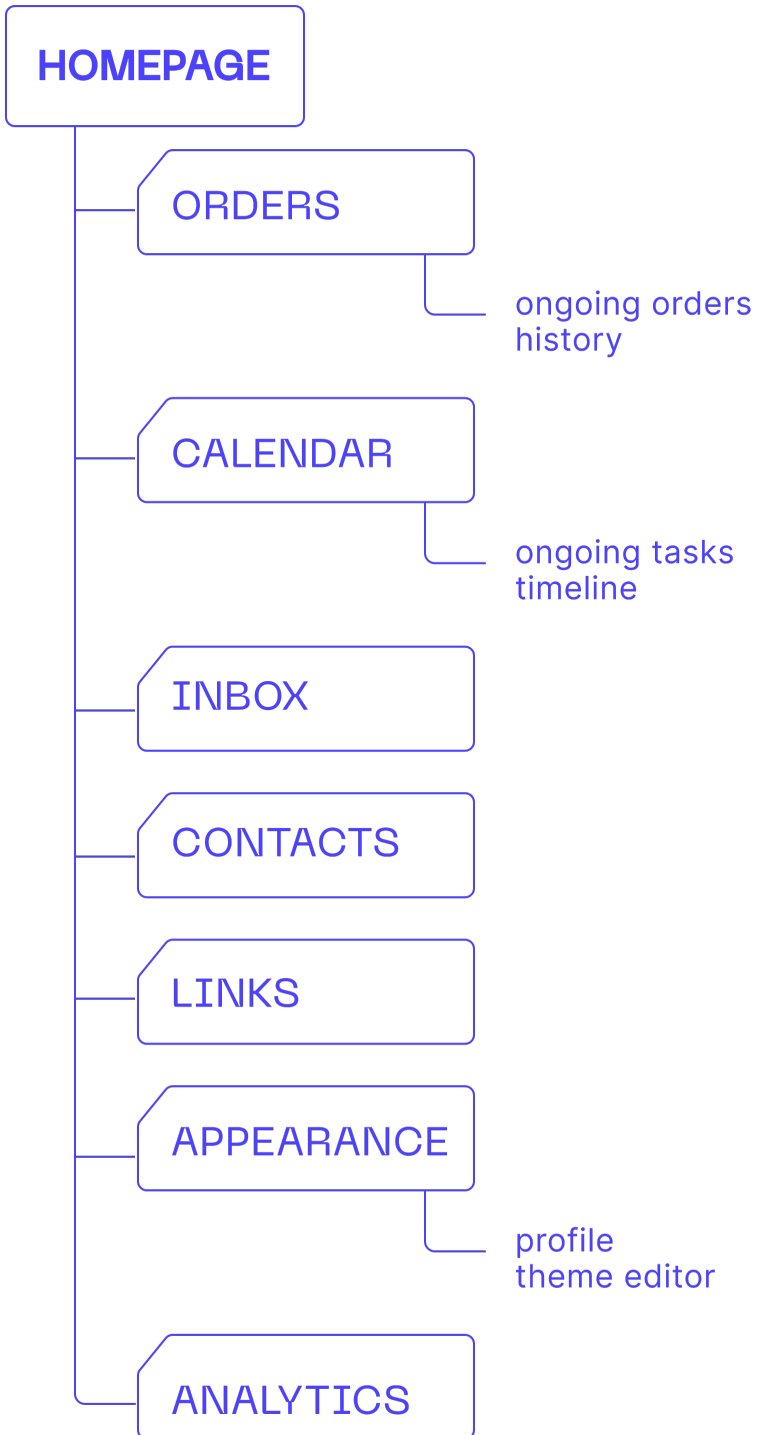 HOMEPAGE
ORDERS
ongoing orders
history
CALENDAR
ongoing tasks
timeline
INBOX
CONTACTS
LINKS
APPEARANCE
profile
theme editor
ANALYTICS